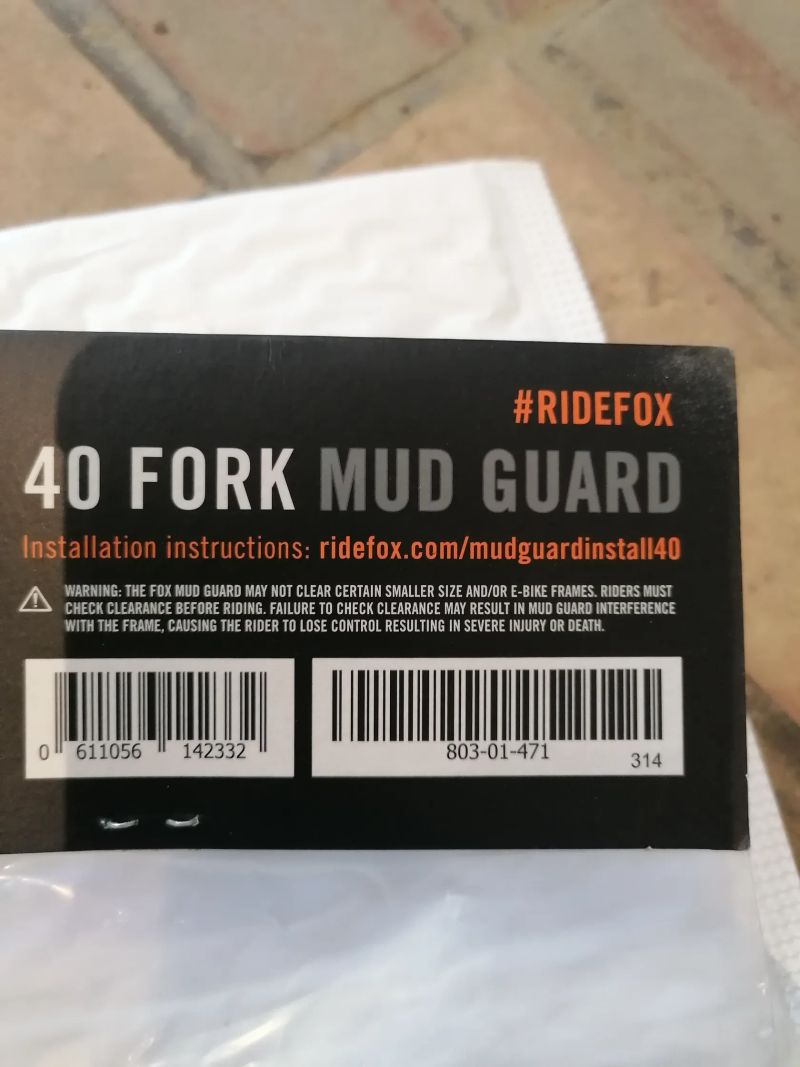 #RIDEFOX
40 FORK MUD GUARD
Installation instructions: ridefox.com/mudguardinstall40
WARNING: THE FOX MUD GUARD MAY NOT CLEAR CERTAIN SMALLER SIZE AND/OR E-BIKE FRAMES. RIDERS MUST
CHECK CLEARANCE BEFORE RIDING. FAILURE TO CHECK CLEARANCE MAY RESULT IN MUD GUARD INTERFERENCE
WITH THE FRAME, CAUSING THE RIDER TO LOSE CONTROL RESULTING IN SEVERE INJURY OR DEATH.
0 611056 142332
803-01-471
314